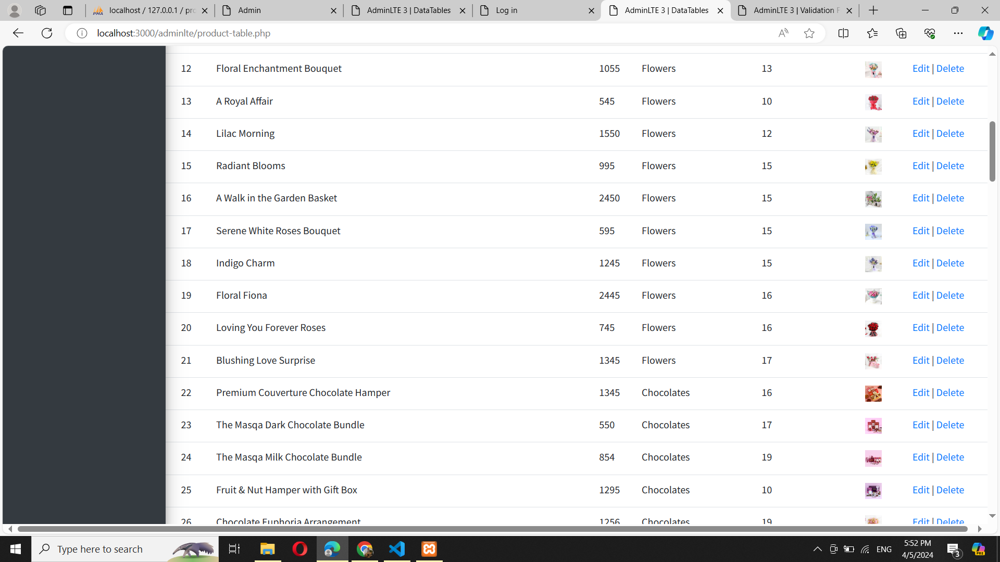 localhost / 127.0.0.1 / pro
Admin
AdminLTE 3 | DataTables
Log in
AdminLTE 3 | DataTables
AdminLTE 3 | Validation F
localhost:3000/adminlte/product-table.php
12 Floral Enchantment Bouquet 1055 Flowers 13 Edit | Delete
13 A Royal Affair 545 Flowers 10 Edit | Delete
14 Lilac Morning 1550 Flowers 12 Edit | Delete
15 Radiant Blooms 995 Flowers 15 Edit | Delete
16 A Walk in the Garden Basket 2450 Flowers 15 Edit | Delete
17 Serene White Roses Bouquet 595 Flowers 15 Edit | Delete
18 Indigo Charm 1245 Flowers 15 Edit | Delete
19 Floral Fiona 2445 Flowers 16 Edit | Delete
20 Loving You Forever Roses 745 Flowers 16 Edit | Delete
21 Blushing Love Surprise 1345 Flowers 17 Edit | Delete
22 Premium Couverture Chocolate Hamper 1345 Chocolates 16 Edit | Delete
23 The Masqa Dark Chocolate Bundle 550 Chocolates 17 Edit | Delete
24 The Masqa Milk Chocolate Bundle 854 Chocolates 19 Edit | Delete
25 Fruit & Nut Hamper with Gift Box 1295 Chocolates 10 Edit | Delete
26 Chocolate Euphoria Arrangement 1256 Chocolates 19 Edit | Delete
Type here to search
ENG
5:52 PM
4/5/2024
3
PRE